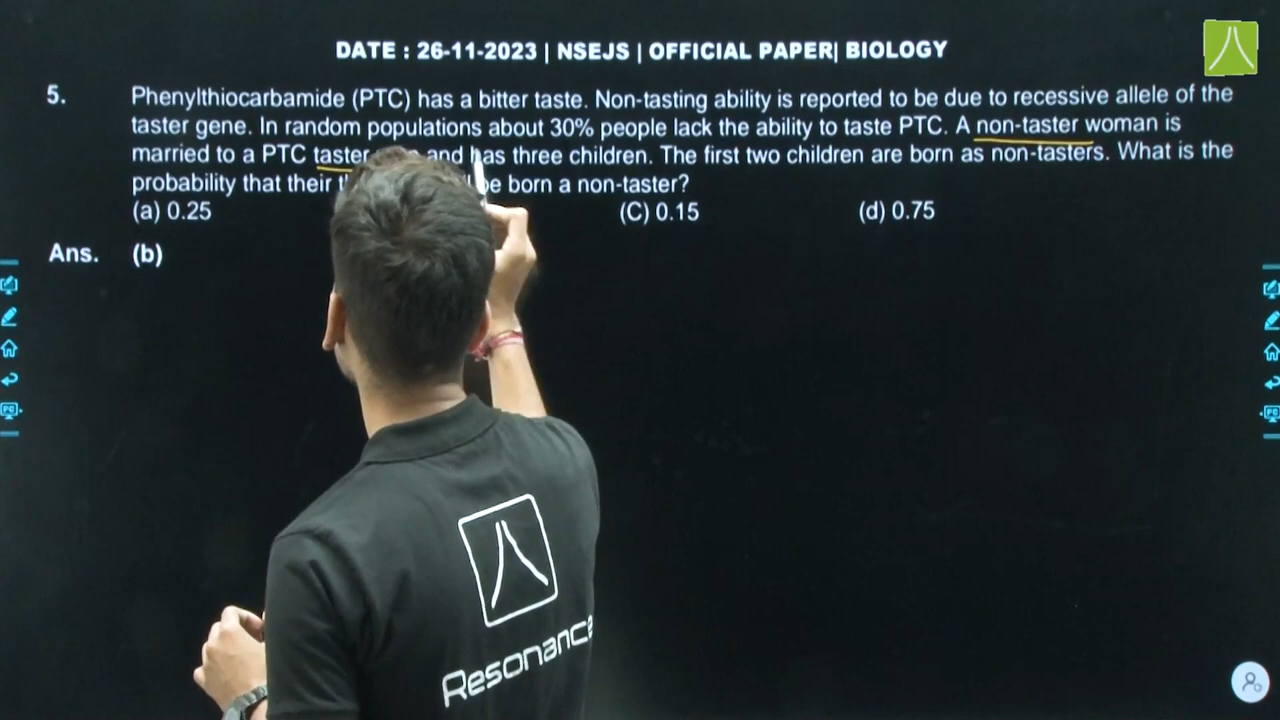 DATE : 26-11-2023 | NSEJS | OFFICIAL PAPER| BIOLOGY
5. Phenylthiocarbamide (PTC) has a bitter taste. Non-tasting ability is reported to be due to recessive allele of the
taster gene. In random populations about 30% people lack the ability to taste PTC. A non-taster woman is
married to a PTC taster and has three children. The first two children are born as non-tasters. What is the
probability that their be born a non-taster?
(a) 0.25 (C) 0.15 (d) 0.75
Ans. (b)
Resonance